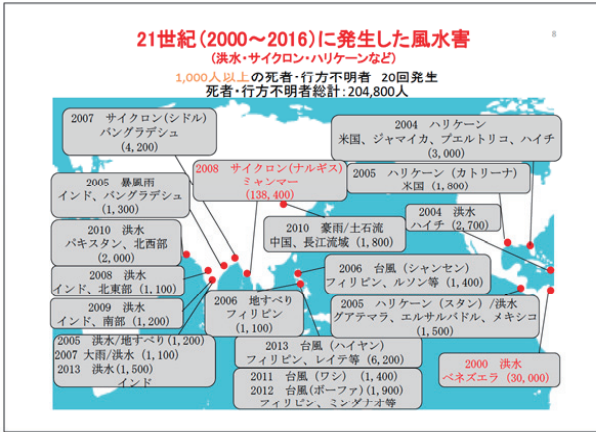 21世紀(2000～2016)に発生した風水害
8
(洪水・サイクロン・ハリケーンなど)
1,000人以上の死者・行方不明者 20回発生
死者・行方不明者総計：204,800人
2007 サイクロン(シドル)
バングラデシュ
(4,200)
2004 ハリケーン
米国、ジャマイカ、プエルトリコ、ハイチ
(3,000)
2008 サイクロン(ナルギス)
ミャンマー
(138,400)
2005 ハリケーン(カトリーナ)
米国(1,800)
2005 暴風雨
インド、バングラデシュ
(1,300)
2004 洪水
ハイチ(2,700)
2010 豪雨/土石流
中国、長江流域(1,800)
2010 洪水
パキスタン、北西部
(2,000)
2006 台風(シャンセン)
フィリピン、ルソン等(1,400)
2008 洪水
インド、北東部(1,100)
2006 地すべり
フィリピン
(1,100)
2005 ハリケーン(スタン)/洪水
グアテマラ、エルサルバドル、メキシコ
(1,500)
2009 洪水
インド、南部(1,200)
2005 洪水/地すべり(1,200)
2007 大雨/洪水(1,100)
2013 洪水(1,500)
インド
2013 台風(ハイヤン)
フィリピン、レイテ等(6,200)
2000 洪水
ベネズエラ(30,000)
2011 台風(ワシ) (1,400)
2012 台風(ボーファ)(1,900)
フィリピン、ミンダナオ等